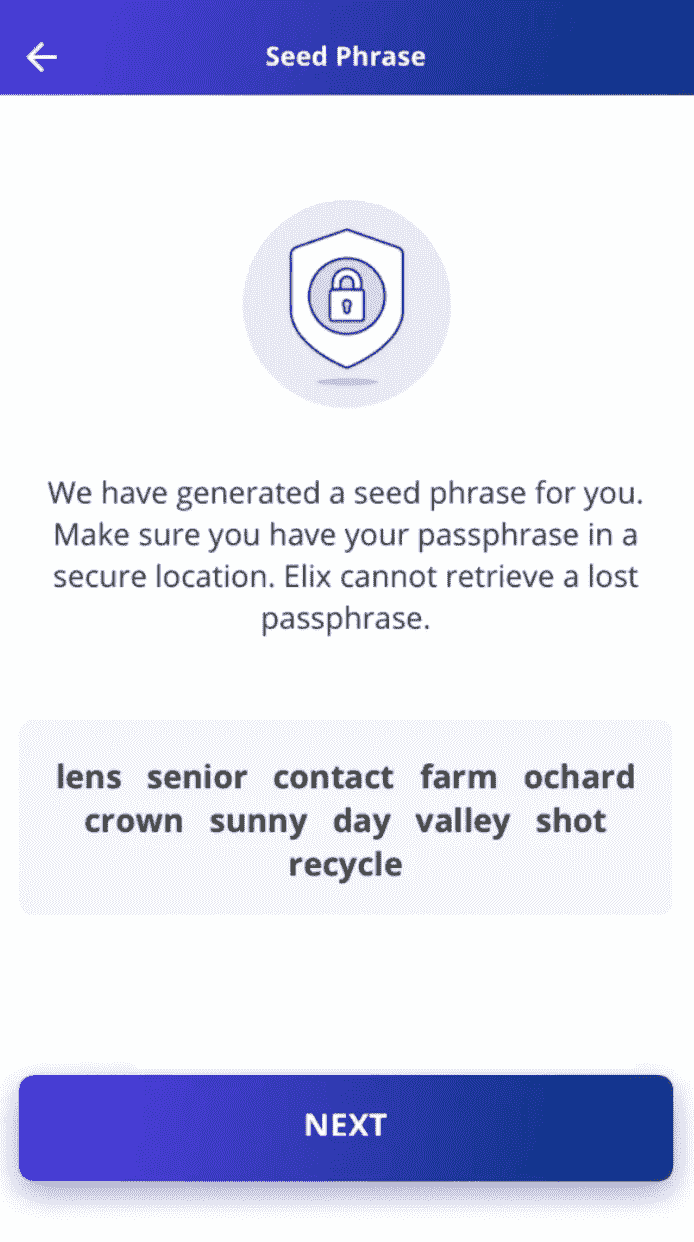 Seed Phrase
We have generated a seed phrase for you.
Make sure you have your passphrase in a
secure location. Elix cannot retrieve a lost
passphrase.
lens senior contact farm ochard
crown sunny day valley shot
recycle
NEXT